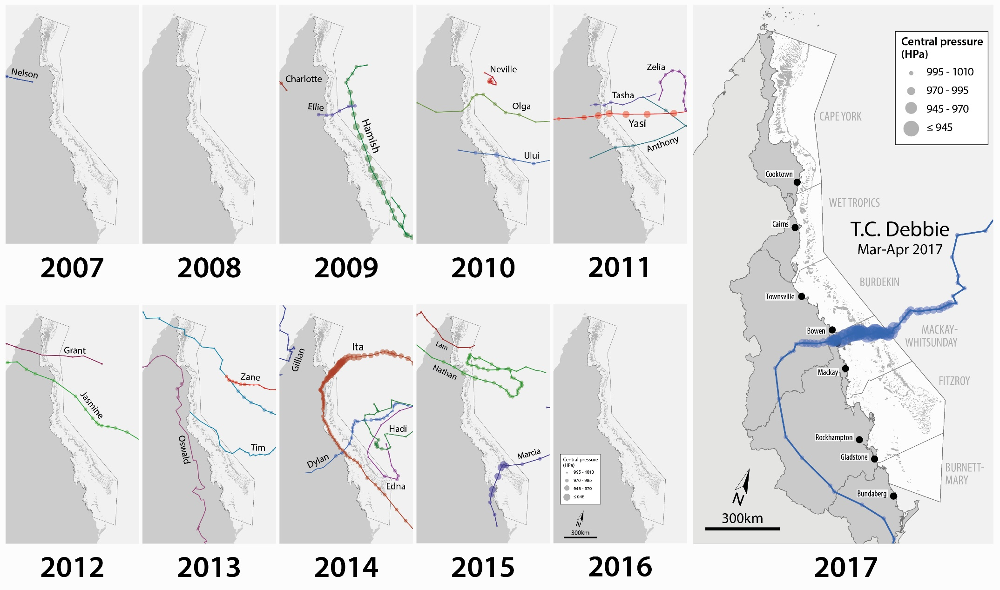 Nelson
2007
2008
Charlotte
Ellie
Hamish
2009
Neville
Olga
Ului
2010
Zelia
Tasha
Yasi
Anthony
2011
Grant
Jasmine
2012
Zane
Oswald
Tim
2013
Gillian
Ita
Hadi
Dylan
Edna
2014
Lam
Nathan
Marcia
2015
Central pressure
(HPa)
995 - 1010
970 - 995
945 - 970
≤ 945
N
300km
2016
Central pressure
(HPa)
995 - 1010
970 - 995
945 - 970
≤ 945
CAPE YORK
Cooktown
WET TROPICS
Cairns
T.C. Debbie
Mar-Apr 2017
BURDEKIN
Townsville
Bowen
MACKAY-
WHITSUNDAY
Mackay
FITZROY
Rockhampton
Gladstone
BURNETT-
MARY
Bundaberg
N
300km
2017